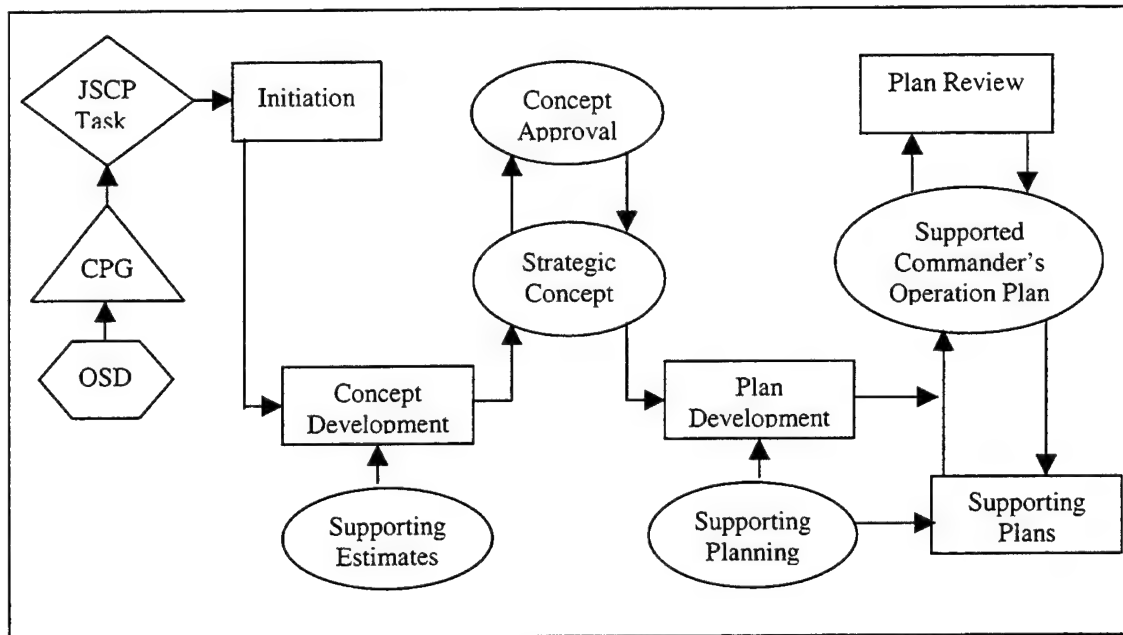 JSCP
Task
Initiation
Concept
Approval
Plan Review
CPG
Strategic
Concept
Supported
Commander's
Operation Plan
OSD
Concept
Development
Plan
Development
Supporting
Estimates
Supporting
Planning
Supporting
Plans